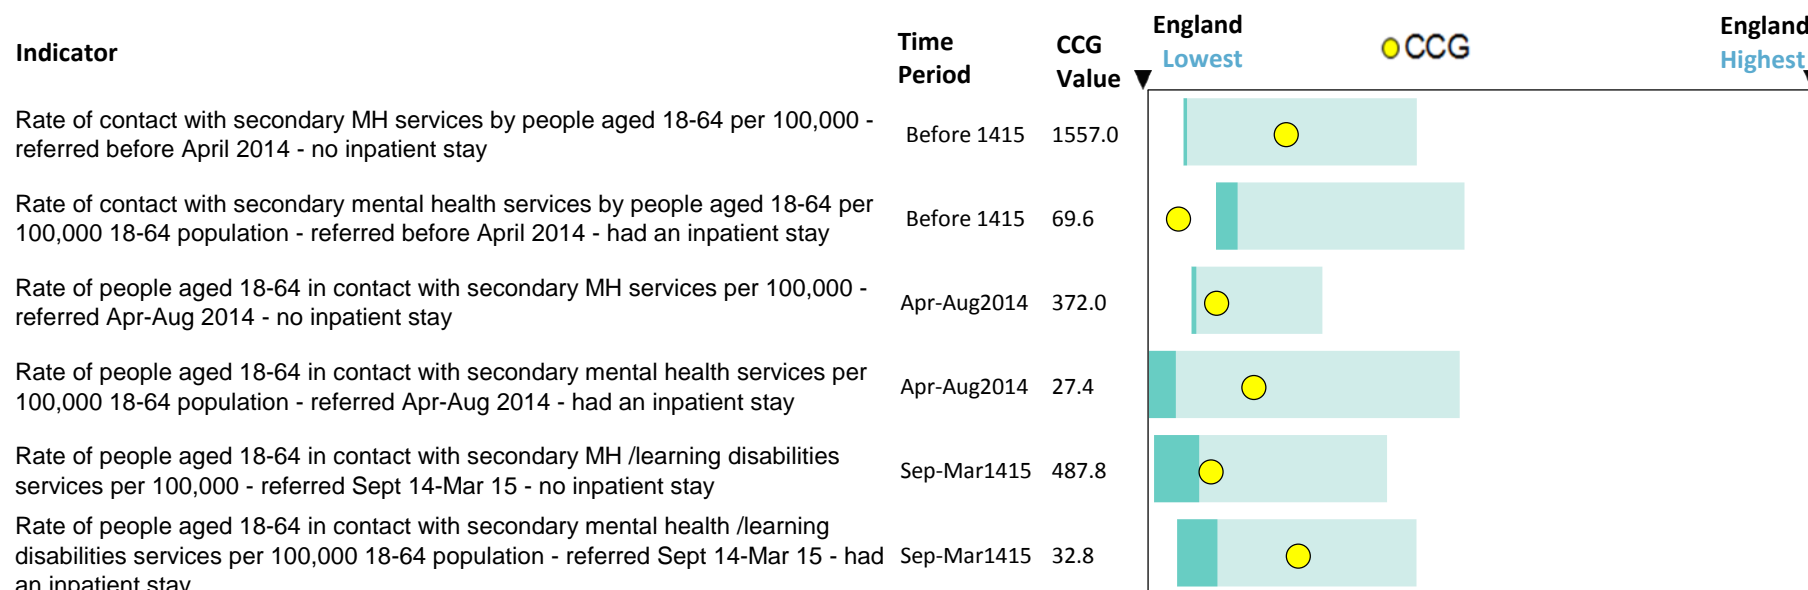 Indicator
Time
Period
CCG
Value
England
Lowest
CCG
England
Highest
Rate of contact with secondary MH services by people aged 18-64 per 100,000 -
referred before April 2014 - no inpatient stay
Before 1415
1557.0
Rate of contact with secondary mental health services by people aged 18-64 per
100,000 18-64 population - referred before April 2014 - had an inpatient stay
Before 1415
69.6
Rate of people aged 18-64 in contact with secondary MH services per 100,000 -
referred Apr-Aug 2014 - no inpatient stay
Apr-Aug2014
372.0
Rate of people aged 18-64 in contact with secondary mental health services per
100,000 18-64 population - referred Apr-Aug 2014 - had an inpatient stay
Apr-Aug2014
27.4
Rate of people aged 18-64 in contact with secondary MH /learning disabilities
services per 100,000 - referred Sept 14-Mar 15 - no inpatient stay
Sep-Mar1415
487.8
Rate of people aged 18-64 in contact with secondary mental health /learning
disabilities services per 100,000 18-64 population - referred Sept 14-Mar 15 - had
an inpatient stay
Sep-Mar1415
32.8